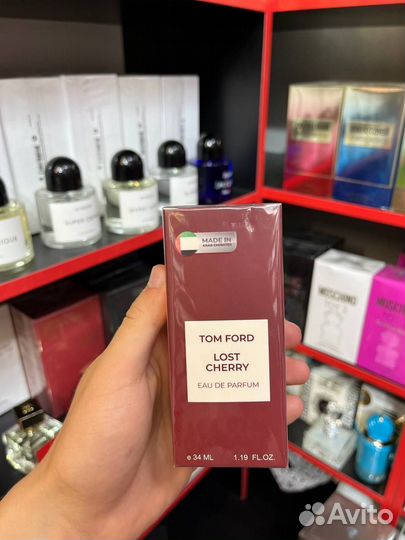 MADE IN
ARAB EMIRATES
TOM FORD
LOST
CHERRY
EAU DE PARFUM
e 34 ML 1.19 FL.OZ.
MOSCHINO
MOSCHINO
Avito